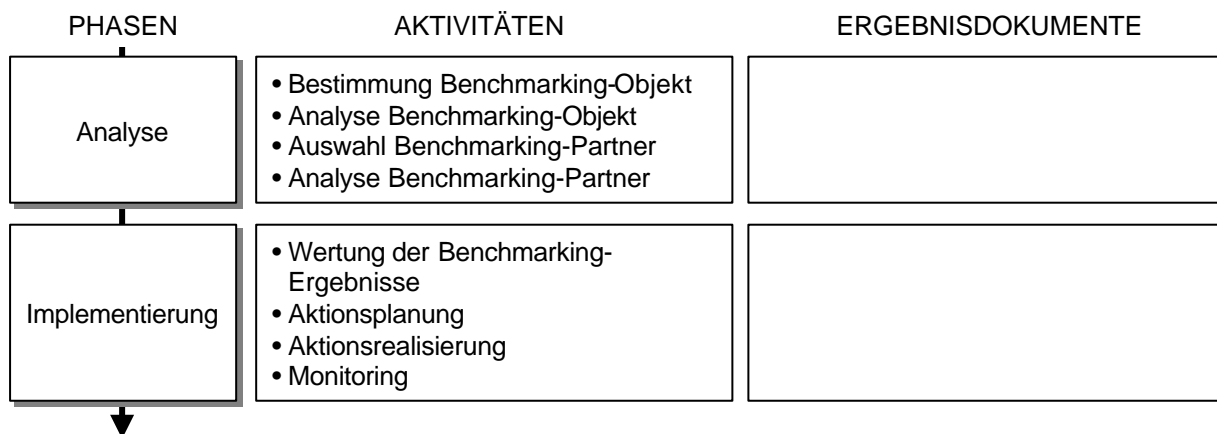 PHASEN AKTIVITÄTEN ERGEBNISDOKUMENTE
Analyse
• Bestimmung Benchmarking-Objekt
• Analyse Benchmarking-Objekt
• Auswahl Benchmarking-Partner
• Analyse Benchmarking-Partner
Implementierung
• Wertung der Benchmarking-
Ergebnisse
• Aktionsplanung
• Aktionsrealisierung
• Monitoring